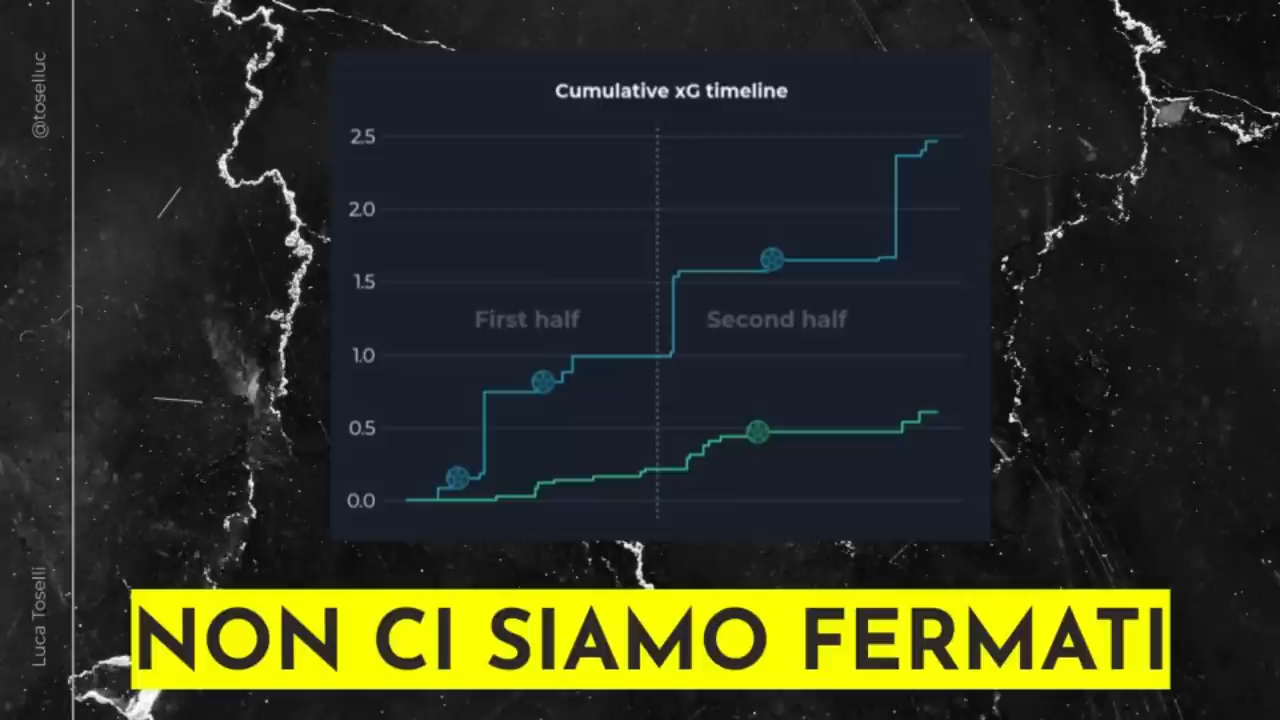 @toselluc
Luca Toselli
Cumulative xG timeline
2.5
2.0
1.5
First half
Second half
1.0
0.5
0.0
NON CI SIAMO FERMATI